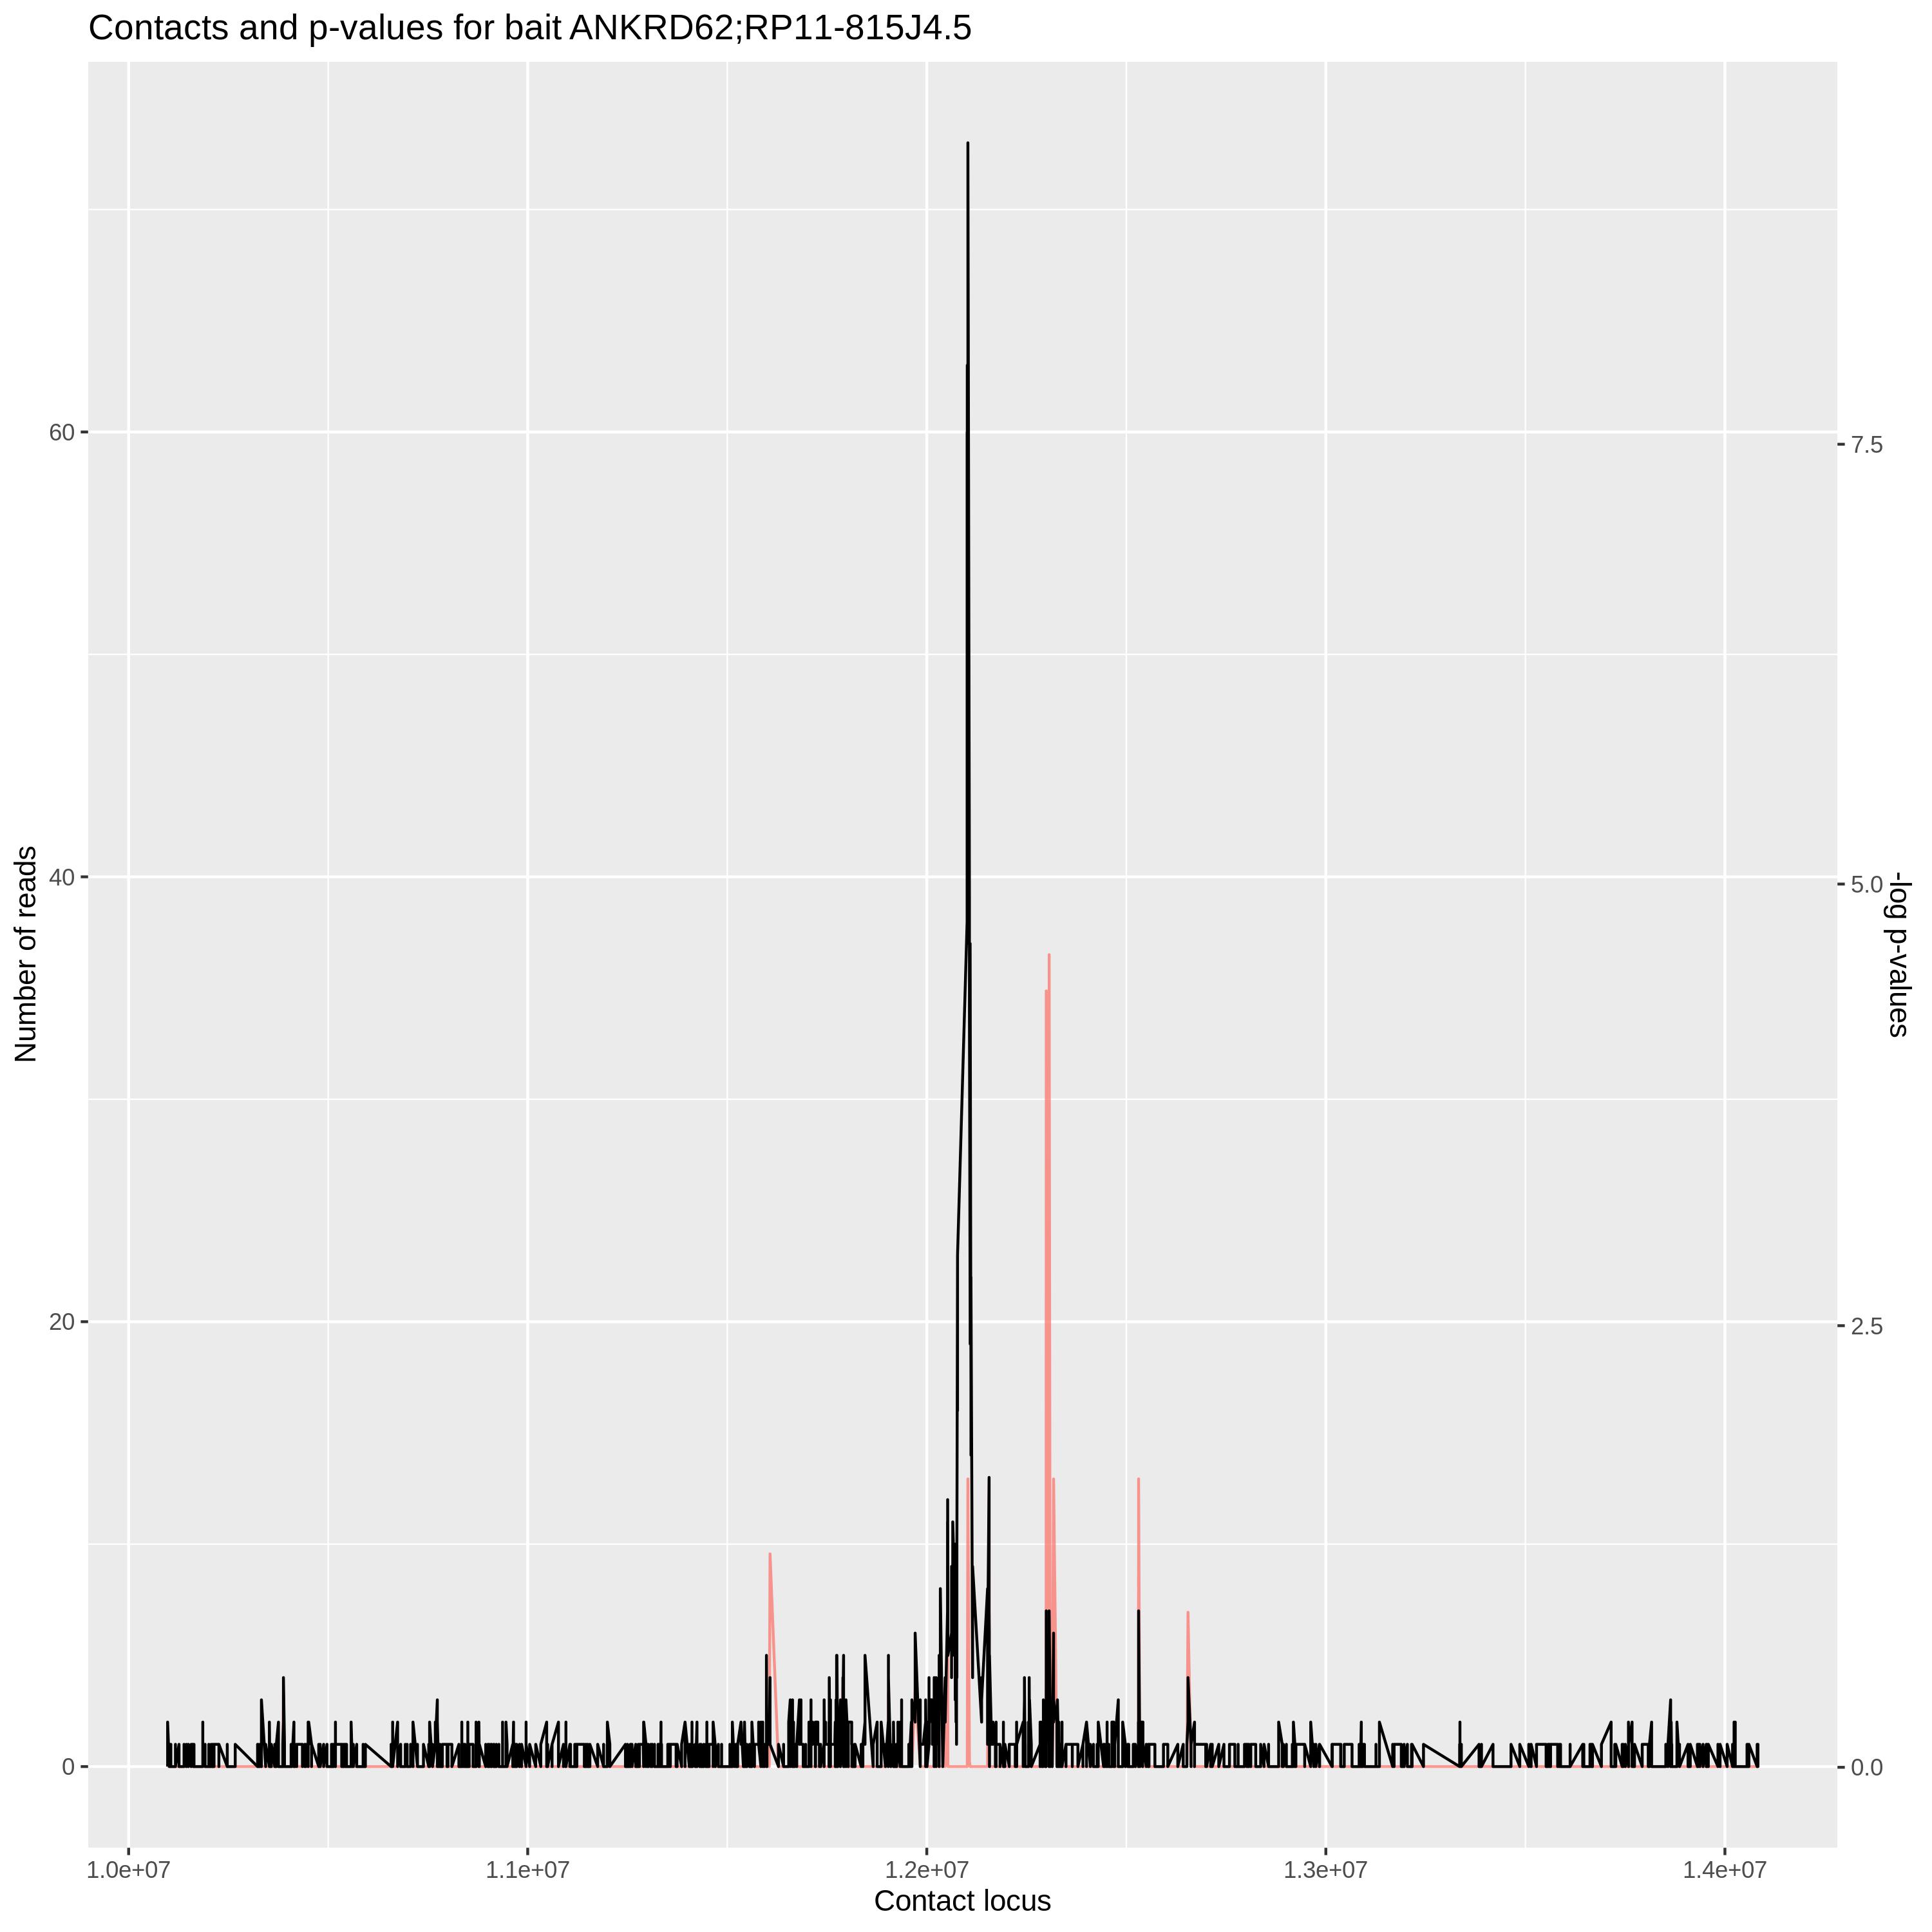 Contacts and p-values for bait ANKRD62;RP11-815J4.5
60
40
20
0
Number of reads
7.5
5.0
2.5
0.0
-log p-values
1.0e+07 1.1e+07 1.2e+07 1.3e+07 1.4e+07
Contact locus